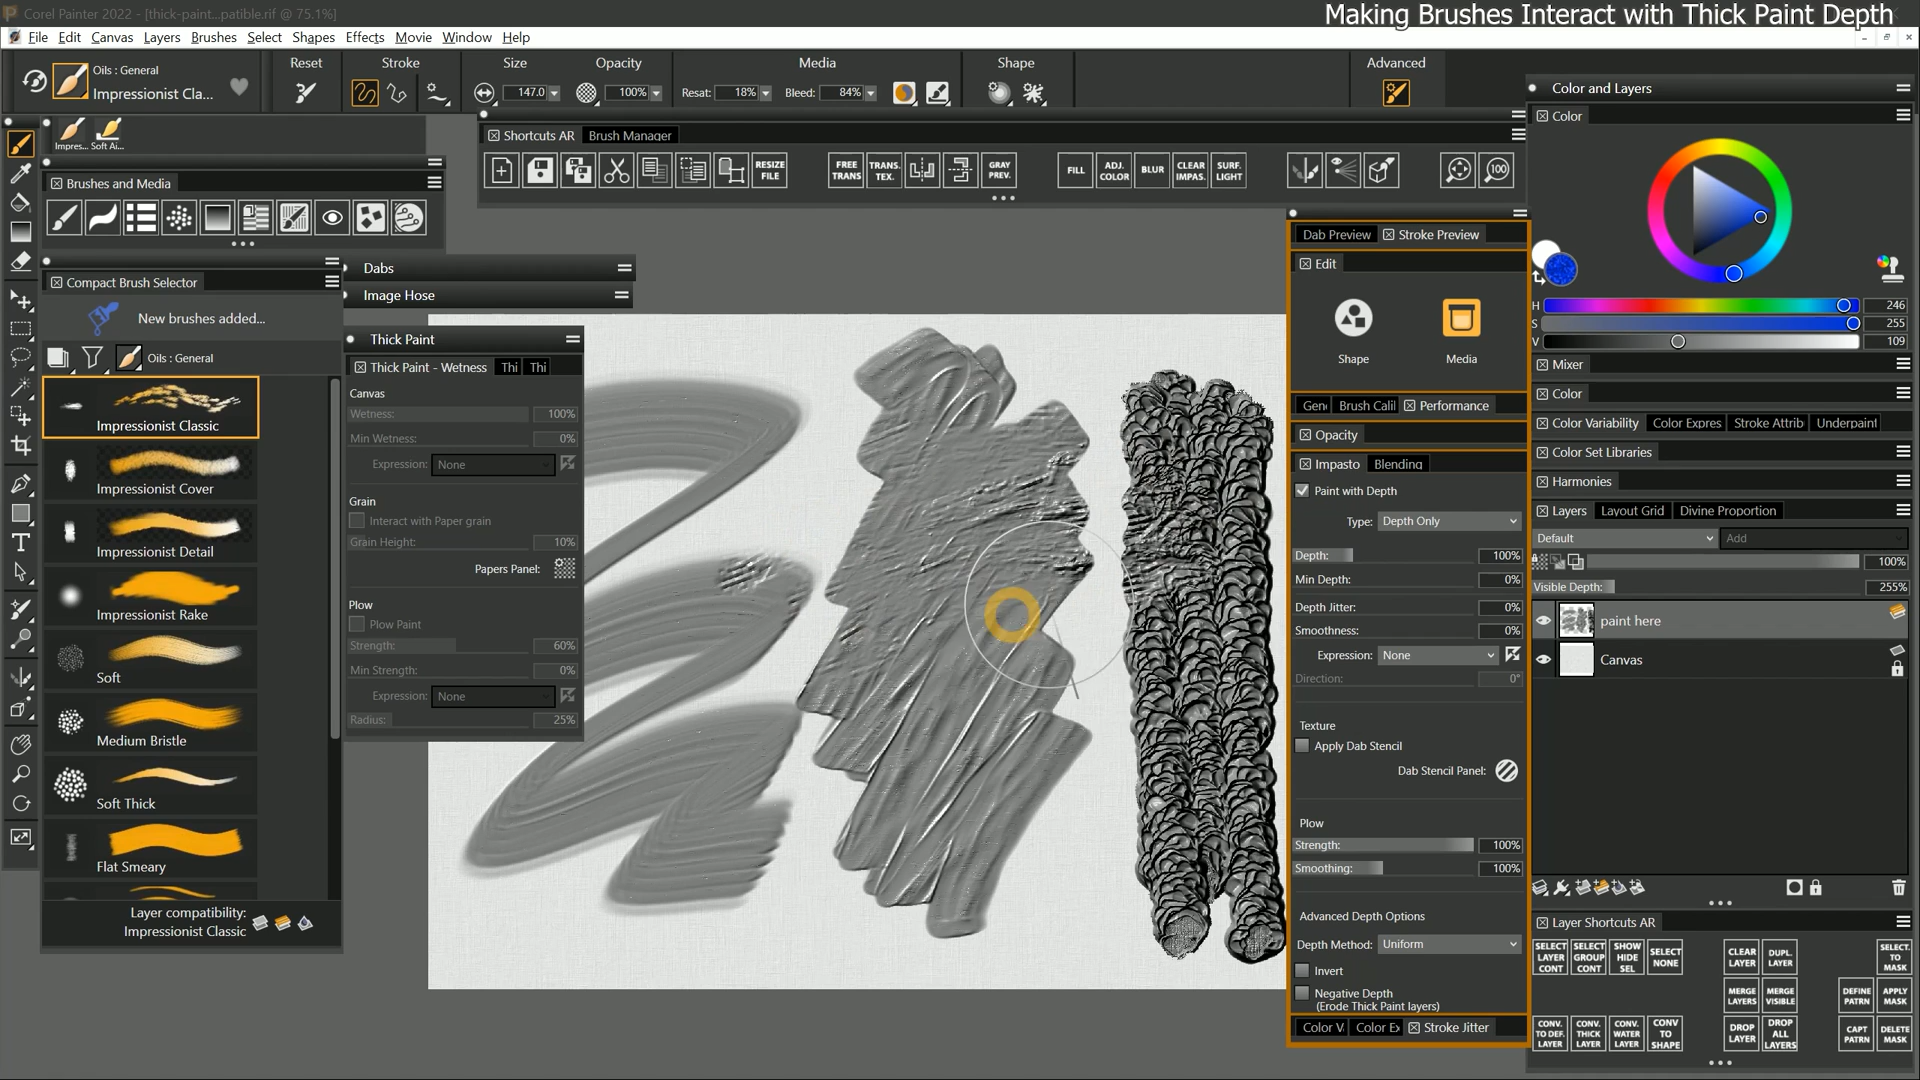 Corel Painter 2022 - [thick-paint...patible.rif @ 75.1%]
Making Brushes Interact with Thick Paint Depth
File Edit Canvas Layers Brushes Select Shapes Effects Movie Window Help
Oils : General
Impressionist Cla...
Reset Stroke Size Opacity Media Shape Advanced
147.0 100% Resat: 18% Bleed: 84%
Impres... Soft Ai...
Shortcuts AR Brush Manager
RESIZE FILE
FREE TRANS
TRANS. TEX.
GRAY PREV.
FILL
ADJ. COLOR
BLUR
CLEAR IMPAS.
SURF. LIGHT
100
Brushes and Media
Compact Brush Selector
New brushes added...
Oils : General
Impressionist Classic
Impressionist Cover
Impressionist Detail
Impressionist Rake
Soft
Medium Bristle
Soft Thick
Flat Smeary
Layer compatibility:
Impressionist Classic
Dabs
Image Hose
Thick Paint
Thick Paint - Wetness Thi Thi
Canvas
Wetness: 100%
Min Wetness: 0%
Expression: None
Grain
Interact with Paper grain
Grain Height: 10%
Papers Panel:
Plow
Plow Paint
Strength: 60%
Min Strength: 0%
Expression: None
Radius: 25%
Dab Preview Stroke Preview
Edit
Shape Media
Gene Brush Cali Performance
Opacity
Impasto Blending
Paint with Depth
Type: Depth Only
Depth: 100%
Min Depth: 0%
Depth Jitter: 0%
Smoothness: 0%
Expression: None
Direction: 0°
Texture
Apply Dab Stencil
Dab Stencil Panel:
Plow
Strength: 100%
Smoothing: 100%
Advanced Depth Options
Depth Method: Uniform
Invert
Negative Depth
(Erode Thick Paint layers)
Color V Color Ex Stroke Jitter
Color and Layers
Color
H 246
S 255
V 109
Mixer
Color
Color Variability Color Expres Stroke Attrib Underpaint
Color Set Libraries
Harmonies
Layers Layout Grid Divine Proportion
Default Add
100%
Visible Depth: 255%
paint here
Canvas
Layer Shortcuts AR
SELECT LAYER CONT
SELECT GROUP CONT
SHOW HIDE SEL
SELECT NONE
CLEAR LAYER
DUPL. LAYER
SELECT. TO MASK
MERGE LAYERS
MERGE VISIBLE
DEFINE PATRN
APPLY MASK
CONV. TO DEF. LAYER
CONV. THICK LAYER
CONV. WATER LAYER
CONV TO SHAPE
DROP LAYER
DROP ALL LAYERS
CAPT PATRN
DELETE MASK